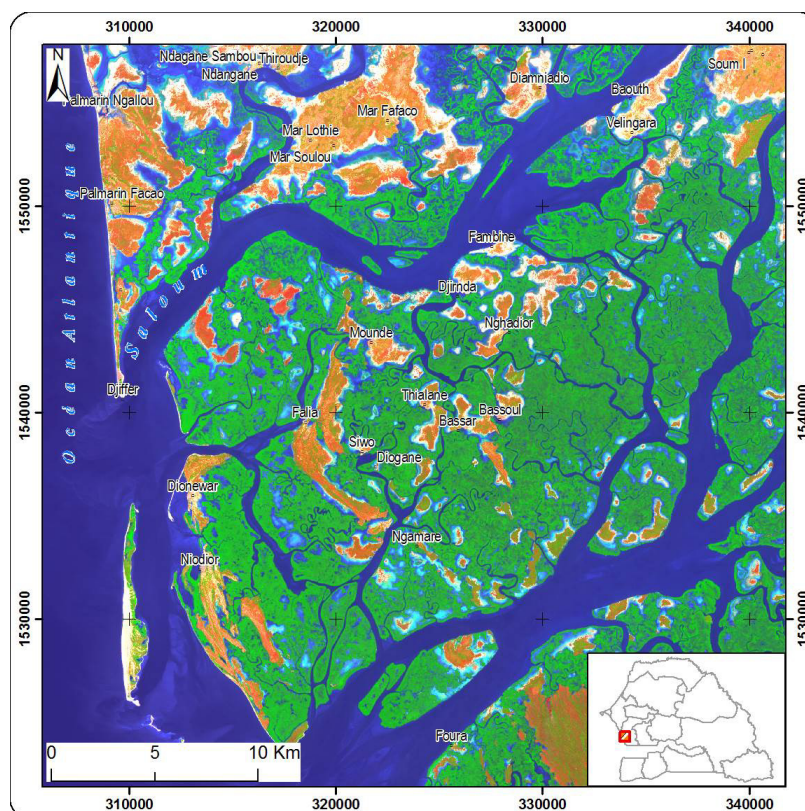 310000 320000 330000 340000
N
Ndagane Sambou
Thiroudje
Ndangane
Diamniadio
Soum I
Baouth
Palmarin Ngallou
Mar Fafaco
Velingara
Mar Lothie
Mar Soulou
Palmarin Facao
1550000 1550000
Fambine
Océan Atlantique
Saloum
Djirnda
Nghadior
Mounde
Djiffer
Thialane
Bassoul
1540000 1540000
Falia
Bassar
Siwo
Diogane
Dionewar
Ngamare
Niodior
1530000 1530000
Foura
0 5 10 Km
310000 320000 330000 340000